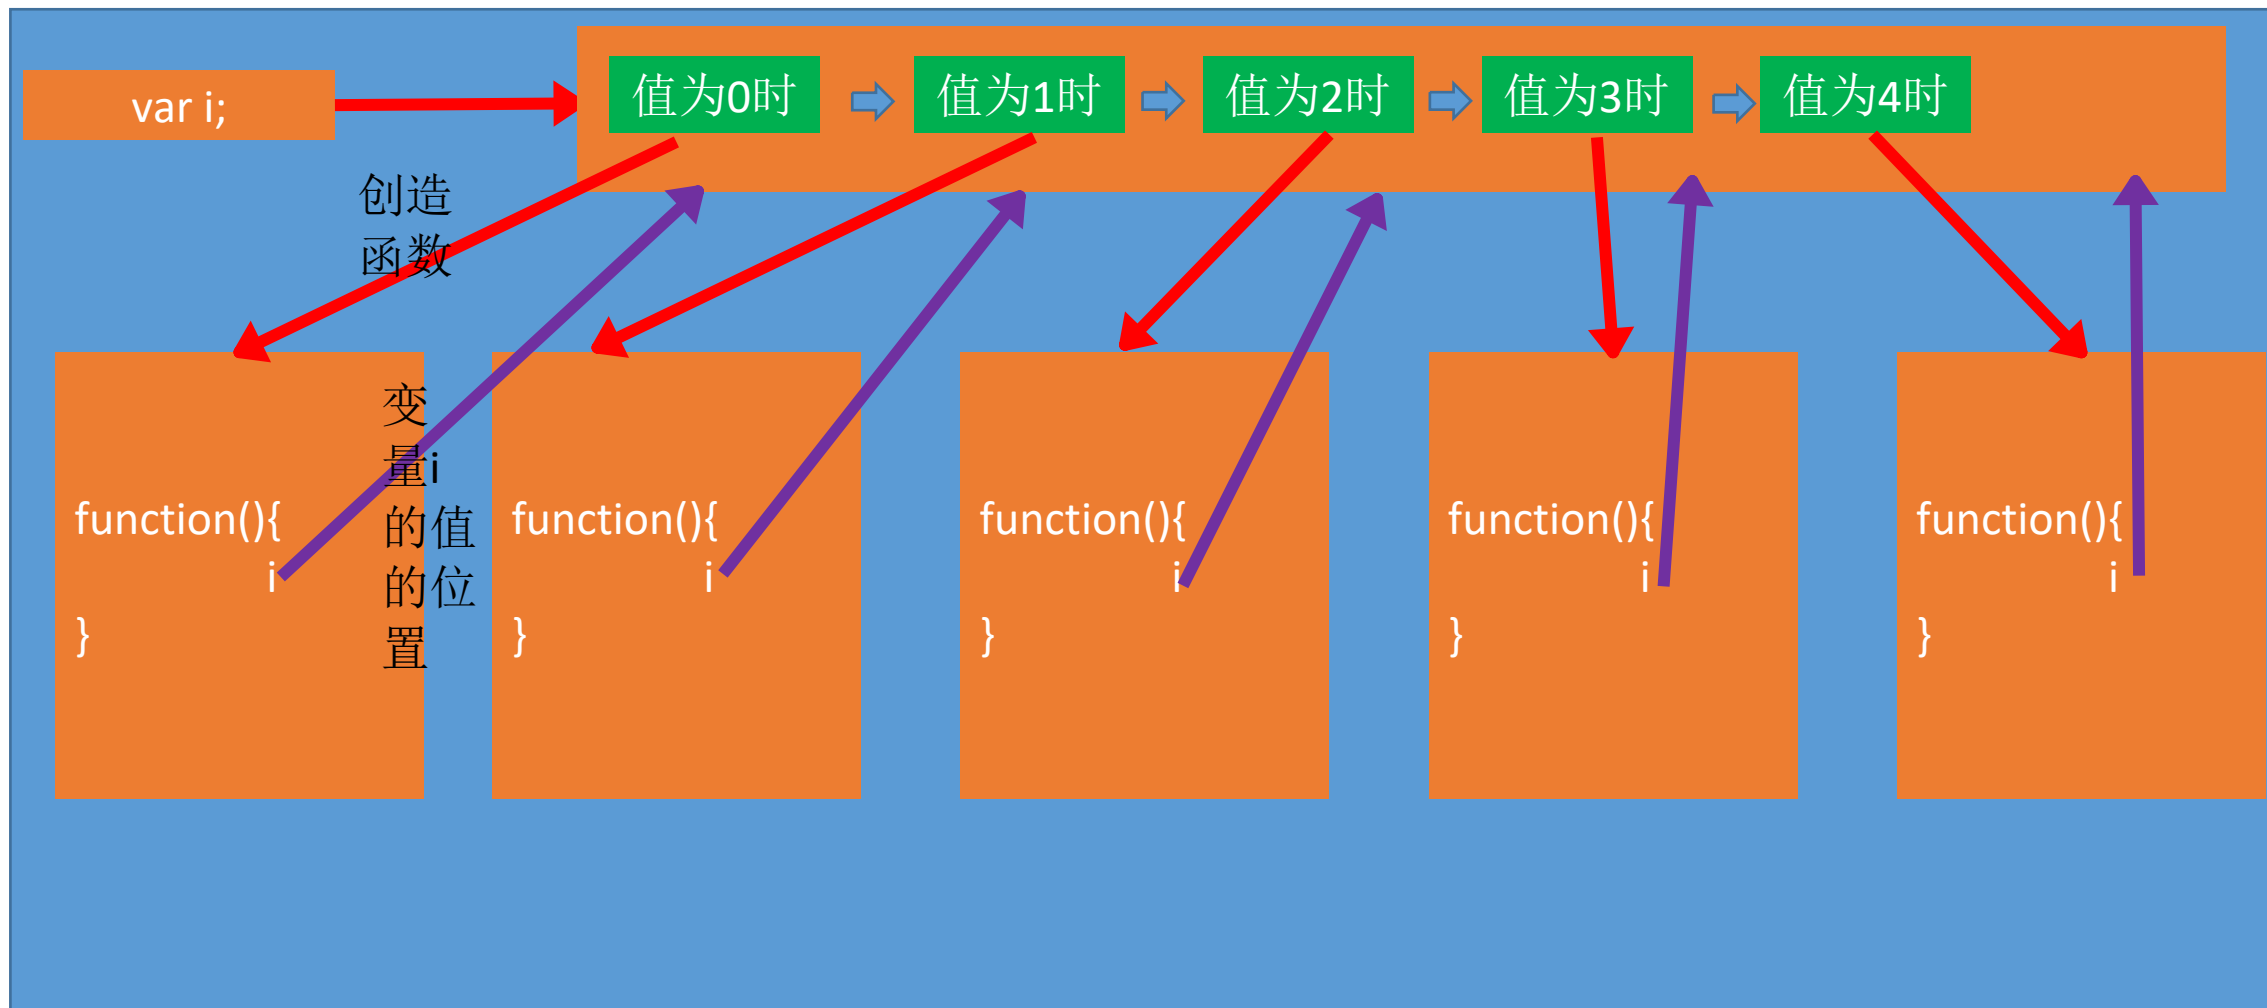 var i;
值为0时
值为1时
值为2时
值为3时
值为4时
创造
函数
变
量i
的值
的位
置
function(){
i
}
function(){
i
}
function(){
i
}
function(){
i
}
function(){
i
}